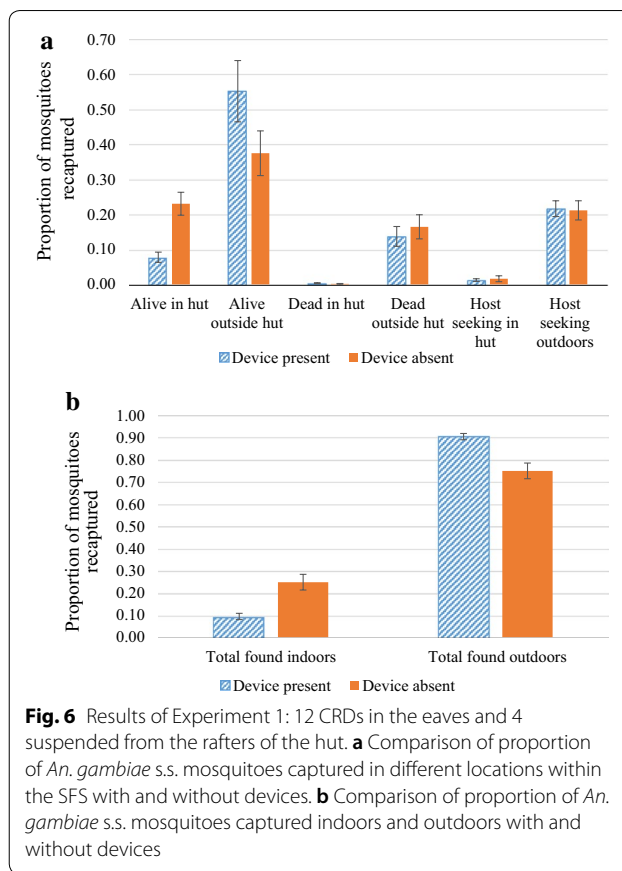 a
0.70
0.60
0.50
0.40
0.30
0.20
0.10
0.00
Proportion of mosquitoes
recaptured
Alive in hut
Alive
outside hut
Dead in hut
Dead
outside hut
Host
seeking in
hut
Host
seeking
outdoors
Device present
Device absent
b
1.00
0.90
0.80
0.70
0.60
0.50
0.40
0.30
0.20
0.10
0.00
Proportion of mosquitoes
recaptured
Total found indoors
Total found outdoors
Device present
Device absent
Fig. 6 Results of Experiment 1: 12 CRDs in the eaves and 4
suspended from the rafters of the hut. a Comparison of proportion
of An. gambiae s.s. mosquitoes captured in different locations within
the SFS with and without devices. b Comparison of proportion of An.
gambiae s.s. mosquitoes captured indoors and outdoors with and
without devices